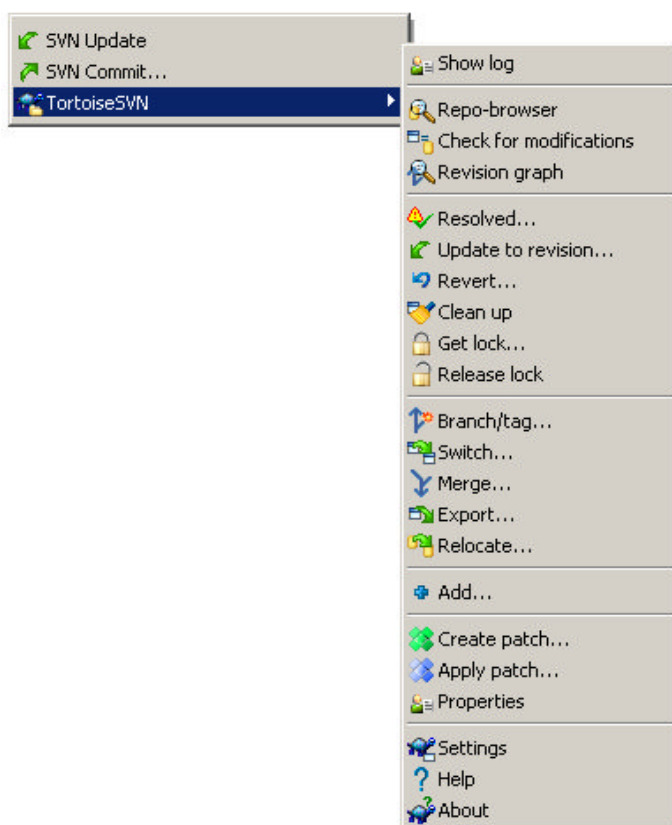 SVN Update
SVN Commit...
TortoiseSVN
Show log
Repo-browser
Check for modifications
Revision graph
Resolved...
Update to revision...
Revert...
Clean up
Get lock...
Release lock
Branch/tag...
Switch...
Merge...
Export...
Relocate...
Add...
Create patch...
Apply patch...
Properties
Settings
Help
About